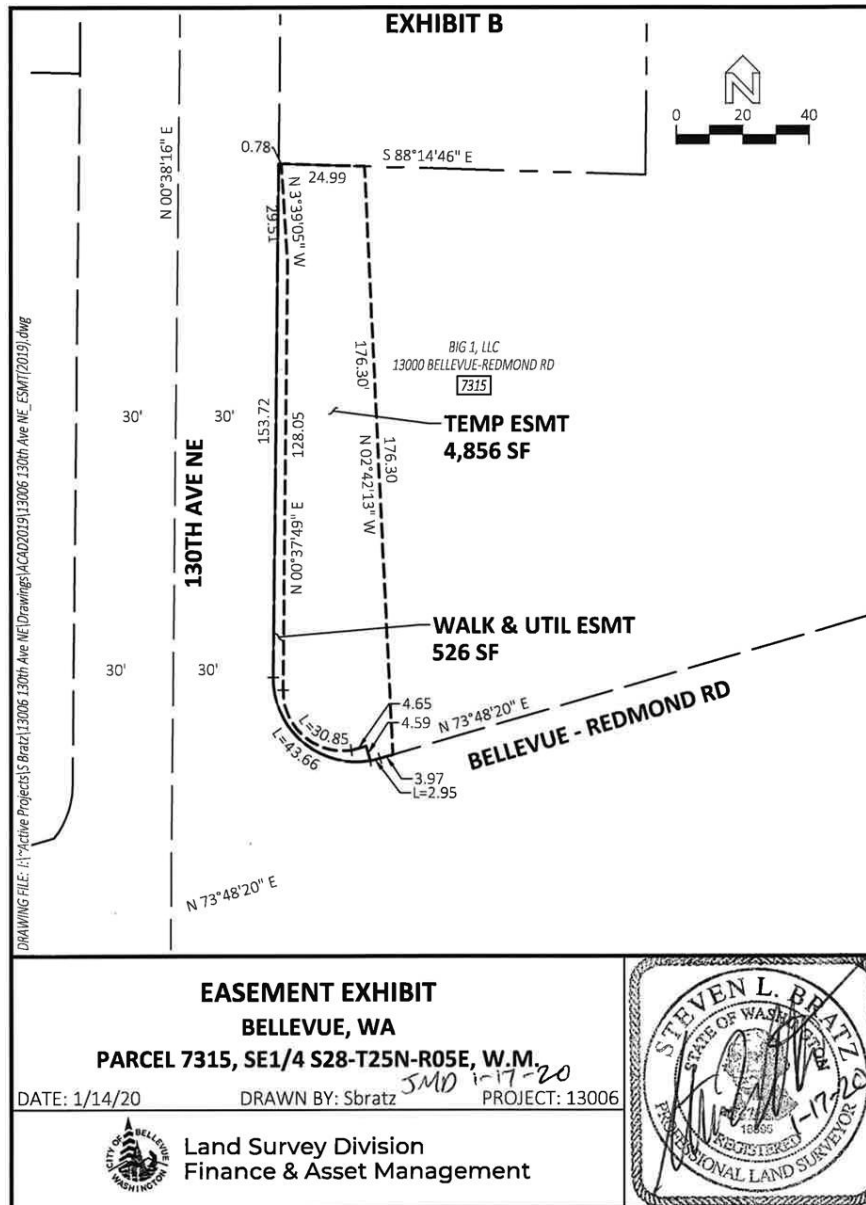 EXHIBIT B
0 20 40
N 00°38'16" E
0.78
S 88°14'46" E
24.99
29.51
N 3°39'05" W
BIG 1, LLC
13000 BELLEVUE-REDMOND RD
7315
176.30'
30'
30'
153.72
128.05
TEMP ESMT
4,856 SF
176.30
N 02°42'13" W
130TH AVE NE
N 00°37'49" E
WALK & UTIL ESMT
526 SF
30'
30'
4.65
4.59
N 73°48'20" E
BELLEVUE - REDMOND RD
L=30.85
L=43.66
3.97
L=2.95
N 73°48'20" E
DRAWING FILE: I:\~Active Projects\S Bratz\13006 130th Ave NE\Drawings\ACAD2019\13006 130th Ave NE_ESMT(2019).dwg
EASEMENT EXHIBIT
BELLEVUE, WA
PARCEL 7315, SE1/4 S28-T25N-R05E, W.M.
JMD 1-17-20
DATE: 1/14/20 DRAWN BY: Sbratz PROJECT: 13006
CITY OF BELLEVUE
WASHINGTON
Land Survey Division
Finance & Asset Management
STEVEN L. BRATZ
STATE OF WASHINGTON
REGISTERED
PROFESSIONAL LAND SURVEYOR
1-17-20